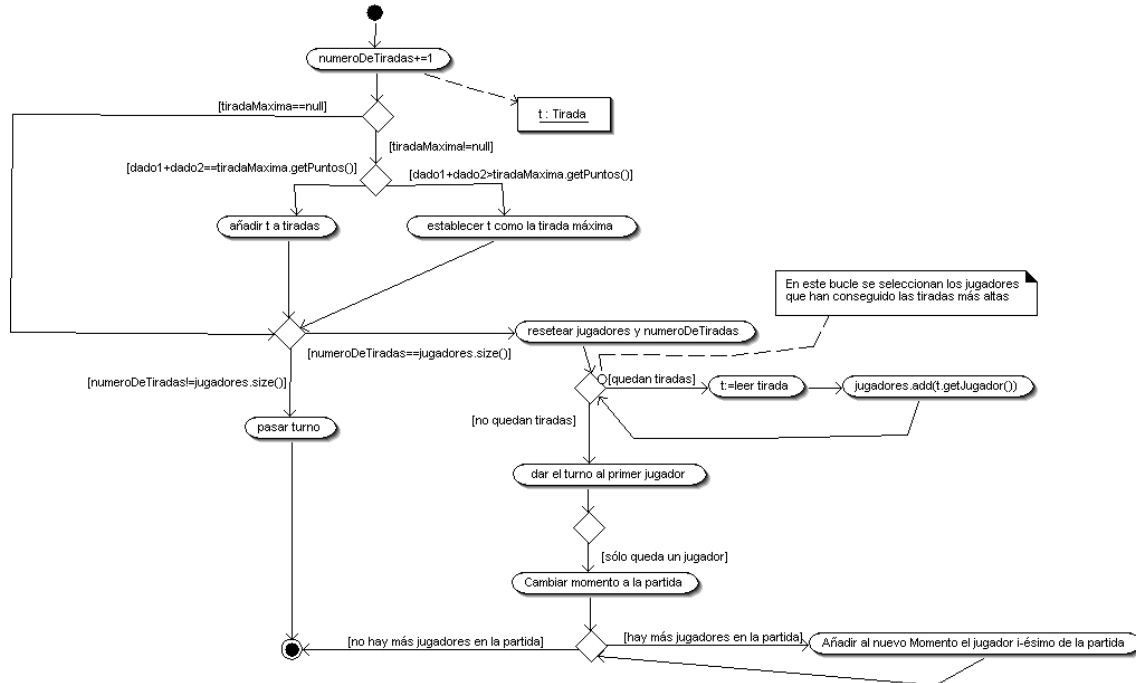 numeroDeTiradas+=1
[tiradaMaxima==null]
t : Tirada
[tiradaMaxima!=null]
[dado1+dado2==tiradaMaxima.getPuntos()]
[dado1+dado2>tiradaMaxima.getPuntos()]
añadir t a tiradas
establecer t como la tirada máxima
En este bucle se seleccionan los jugadores
que han conseguido las tiradas más altas
resetear jugadores y numeroDeTiradas
[numeroDeTiradas==jugadores.size()]
[numeroDeTiradas!=jugadores.size()]
[quedan tiradas]
t:=leer tirada
jugadores.add(t.getJugador())
[no quedan tiradas]
pasar turno
dar el turno al primer jugador
[sólo queda un jugador]
Cambiar momento a la partida
[no hay más jugadores en la partida]
[hay más jugadores en la partida]
Añadir al nuevo Momento el jugador i-ésimo de la partida